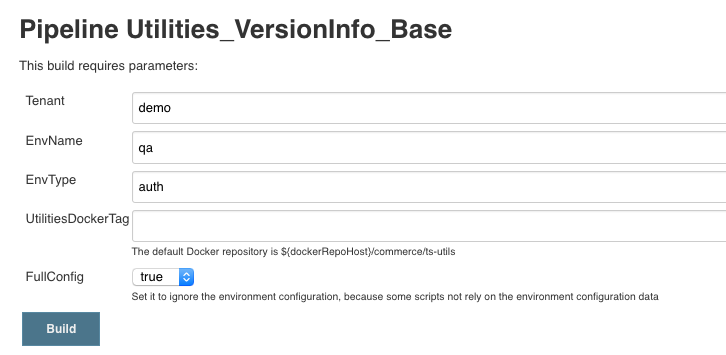 Pipeline Utilities_VersionInfo_Base
This build requires parameters:
Tenant demo
EnvName qa
EnvType auth
UtilitiesDockerTag
The default Docker repository is ${dockerRepoHost}/commerce/ts-utils
FullConfig true
Set it to ignore the environment configuration, because some scripts not rely on the environment configuration data
Build